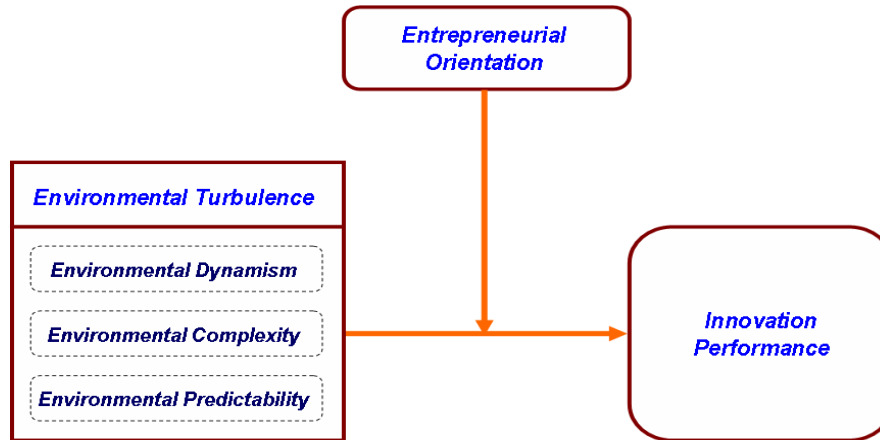 Entrepreneurial
Orientation
Environmental Turbulence
Environmental Dynamism
Environmental Complexity
Environmental Predictability
Innovation
Performance